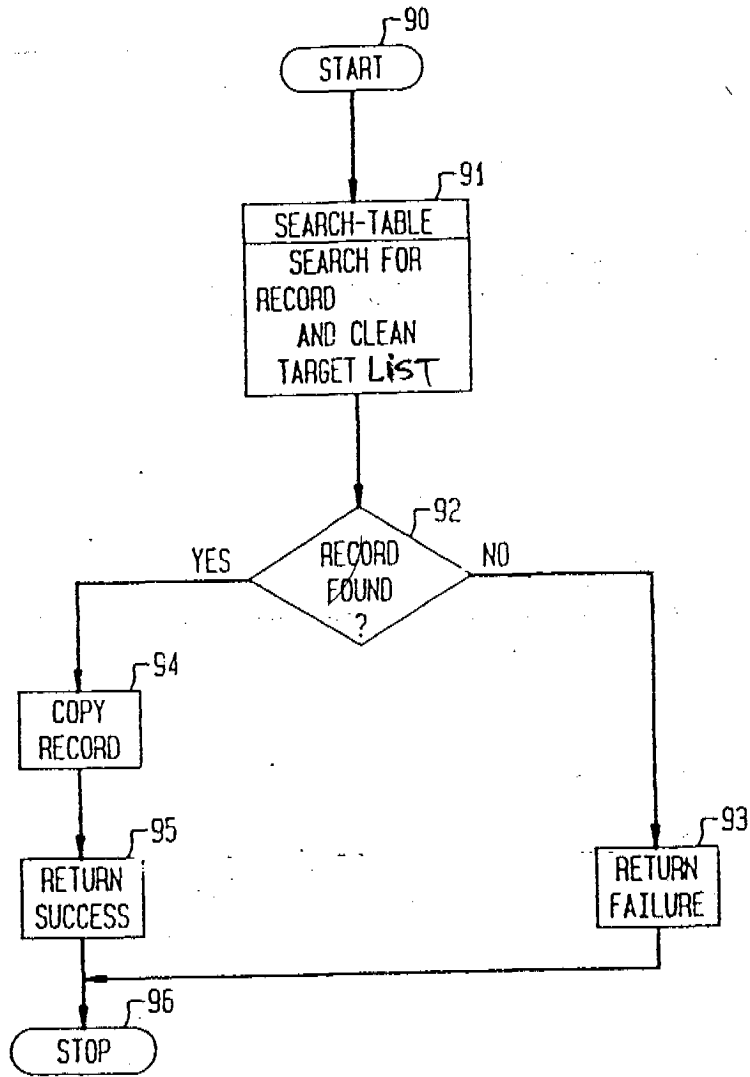 90
START
91
SEARCH-TABLE
SEARCH FOR
RECORD
AND CLEAN
TARGET LIST
92
YES
RECORD
FOUND
?
NO
94
COPY
RECORD
93
95
RETURN
SUCCESS
RETURN
FAILURE
96
STOP